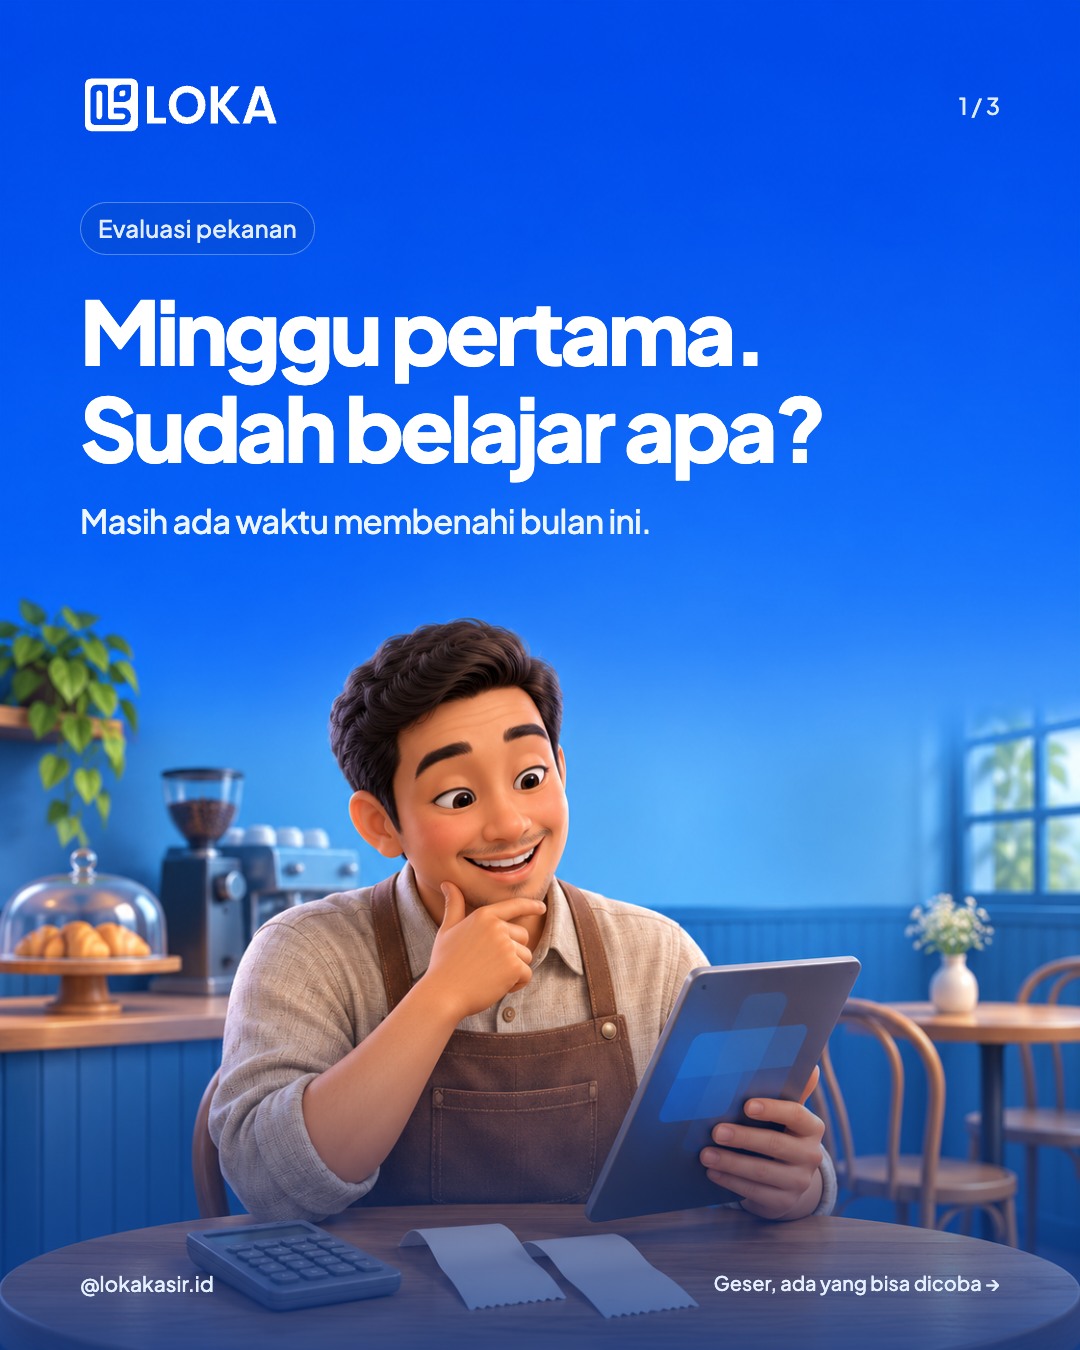 LOKA
1/3
Evaluasi pekanan
Minggu pertama.
Sudah belajar apa?
Masih ada waktu membenahi bulan ini.
@lokakasir.id
Geser, ada yang bisa dicoba →